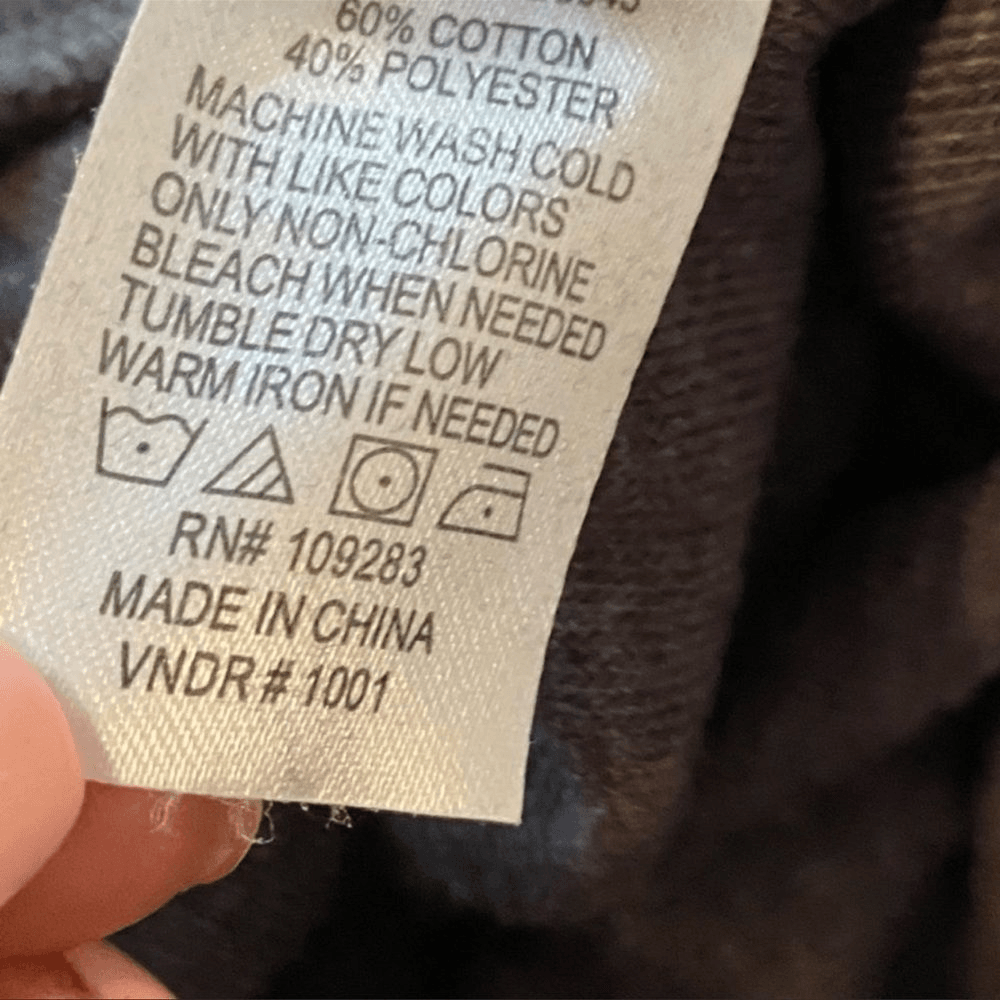 60% COTTON
40% POLYESTER
MACHINE WASH COLD
WITH LIKE COLORS
ONLY NON-CHLORINE
BLEACH WHEN NEEDED
TUMBLE DRY LOW
WARM IRON IF NEEDED
RN# 109283
MADE IN CHINA
VNDR # 1001